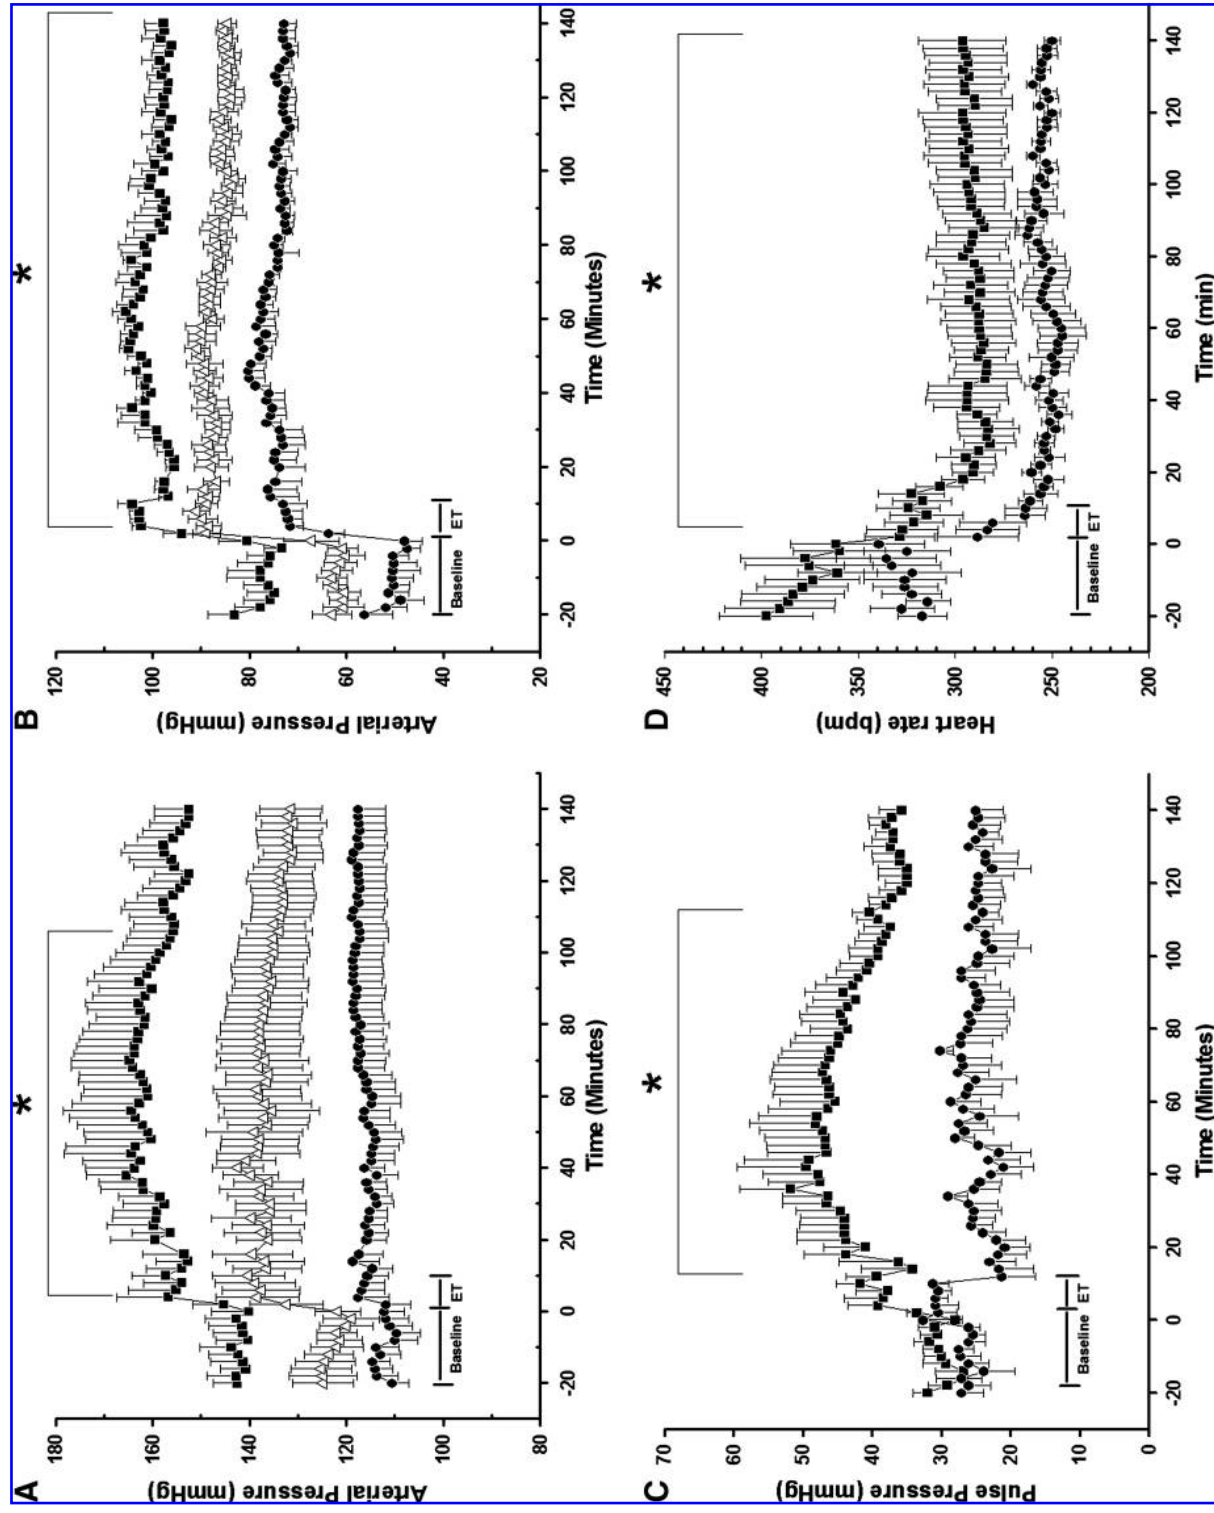 A
*
Arterial Pressure (mmHg)
180
160
140
120
100
80
Baseline
ET
-20 0 20 40 60 80 100 120 140
Time (Minutes)
B
*
Arterial Pressure (mmHg)
120
100
80
60
40
20
Baseline
ET
-20 0 20 40 60 80 100 120 140
Time (Minutes)
C
*
Pulse Pressure (mmHg)
70
60
50
40
30
20
10
0
Baseline
ET
-20 0 20 40 60 80 100 120 140
Time (Minutes)
D
*
Heart rate (bpm)
450
400
350
300
250
200
Baseline
ET
-20 0 20 40 60 80 100 120 140
Time (min)